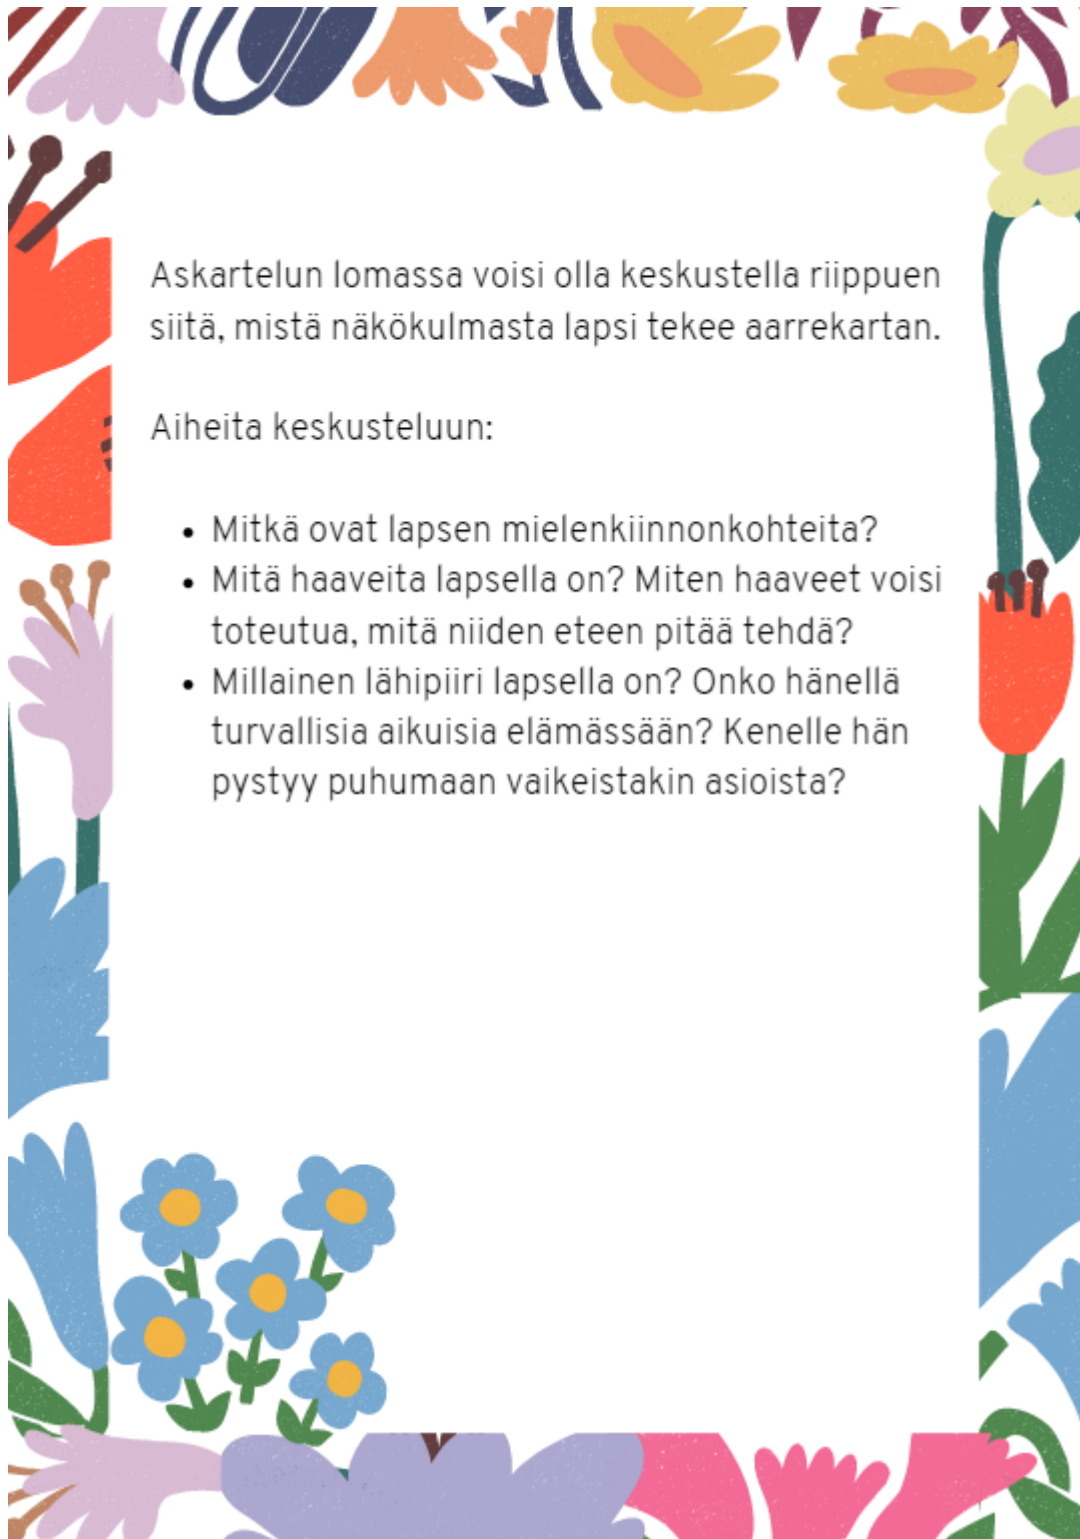 Askartelun lomassa voisi olla keskustella riippuen
siitä, mistä näkökulmasta lapsi tekee aarrekartan.
Aiheita keskusteluun:
• Mitkä ovat lapsen mielenkiinnonkohteita?
• Mitä haaveita lapsella on? Miten haaveet voisi
toteutua, mitä niiden eteen pitää tehdä?
• Millainen lähipiiri lapsella on? Onko hänellä
turvallisia aikuisia elämässään? Kenelle hän
pystyy puhumaan vaikeistakin asioista?